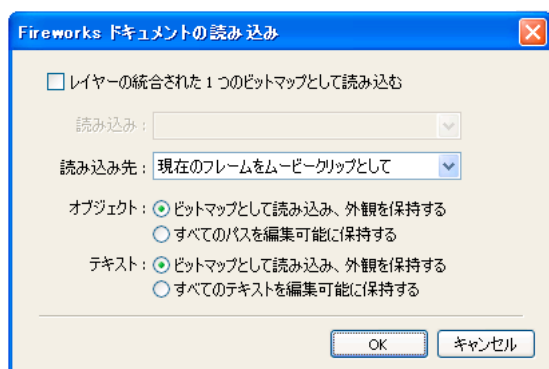 Fireworks ドキュメントの読み込み
レイヤーの統合された 1 つのビットマップとして読み込む
読み込み :
読み込み先 : 現在のフレームをムービークリップとして
オブジェクト : ビットマップとして読み込み、外観を保持する
すべてのパスを編集可能に保持する
テキスト : ビットマップとして読み込み、外観を保持する
すべてのテキストを編集可能に保持する
OK キャンセル